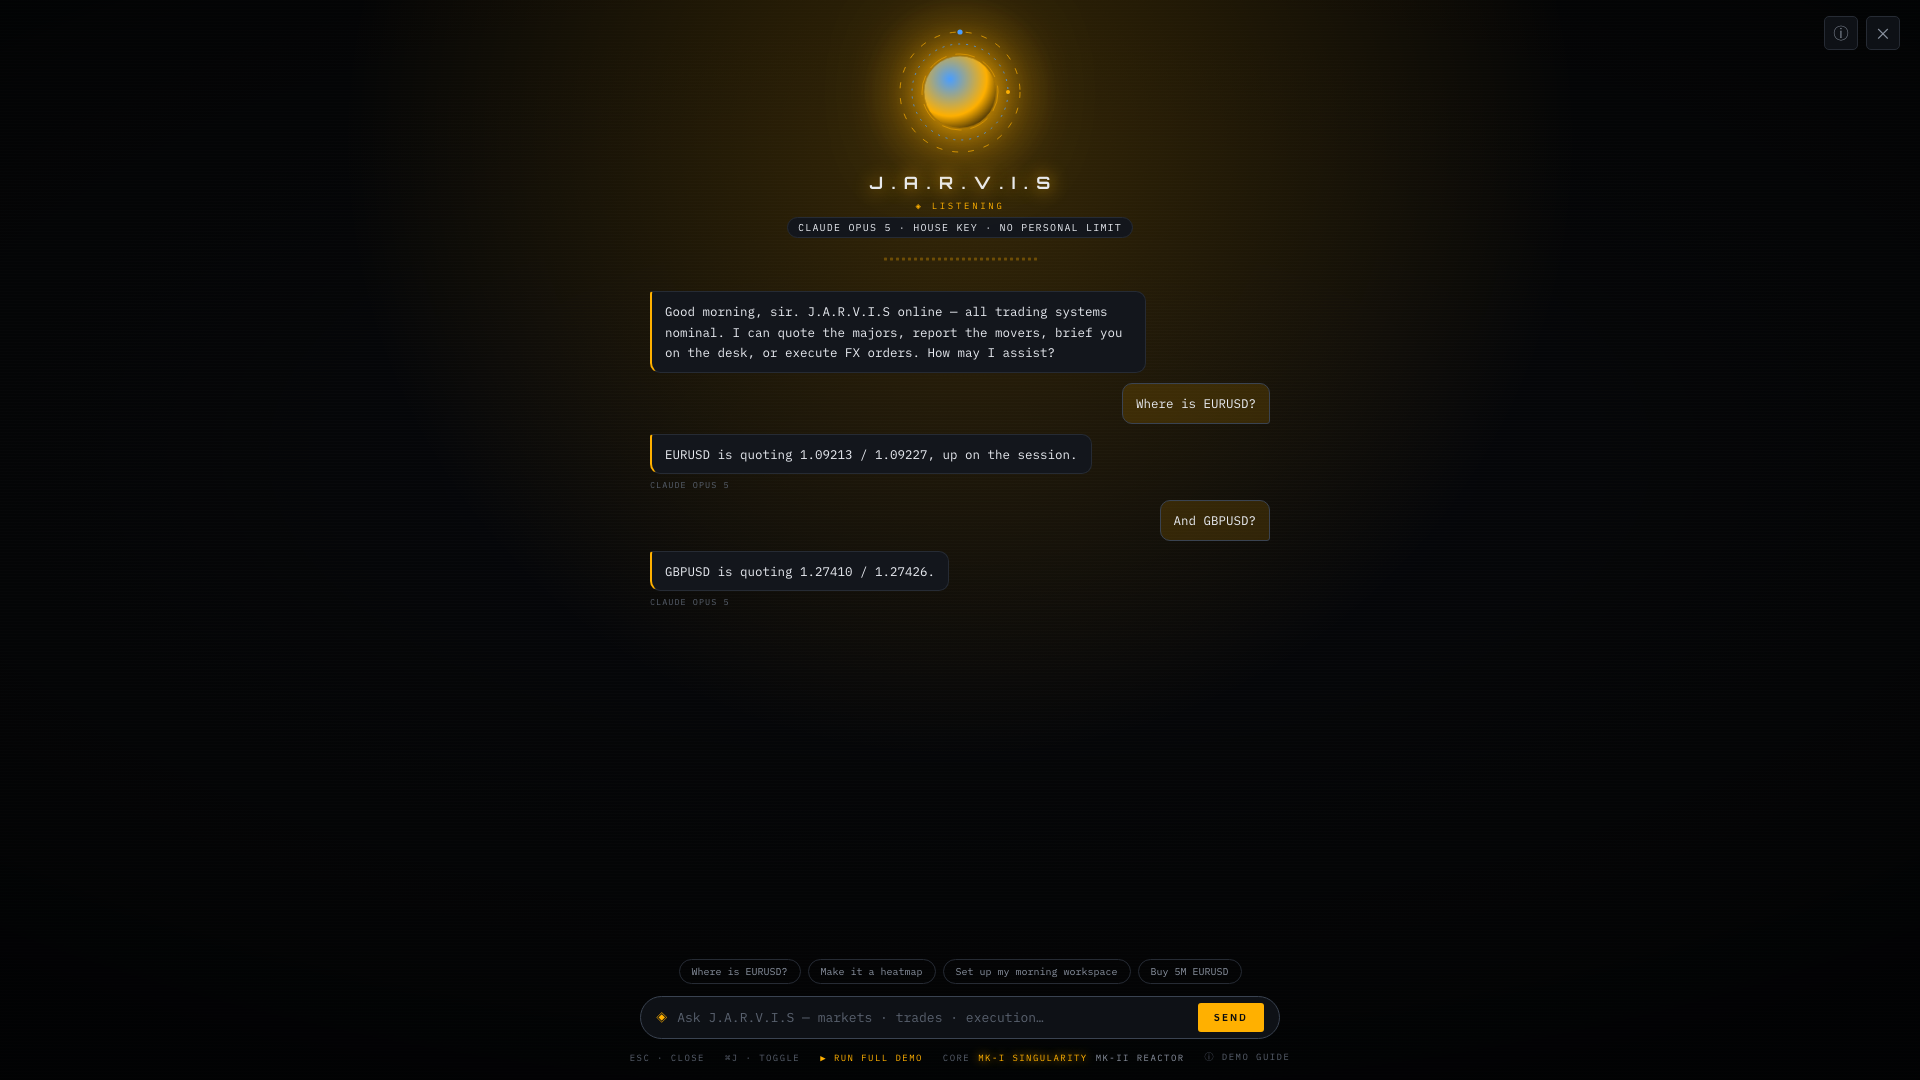 ⓘ ×
J.A.R.V.I.S
◈ LISTENING
CLAUDE OPUS 5 · HOUSE KEY · NO PERSONAL LIMIT
Good morning, sir. J.A.R.V.I.S online — all trading systems
nominal. I can quote the majors, report the movers, brief you
on the desk, or execute FX orders. How may I assist?
Where is EURUSD?
EURUSD is quoting 1.09213 / 1.09227, up on the session.
CLAUDE OPUS 5
And GBPUSD?
GBPUSD is quoting 1.27410 / 1.27426.
CLAUDE OPUS 5
Where is EURUSD? Make it a heatmap Set up my morning workspace Buy 5M EURUSD
◈ Ask J.A.R.V.I.S — markets · trades · execution… SEND
ESC · CLOSE ⌘J · TOGGLE ▶ RUN FULL DEMO CORE MK-I SINGULARITY MK-II REACTOR ⓘ DEMO GUIDE